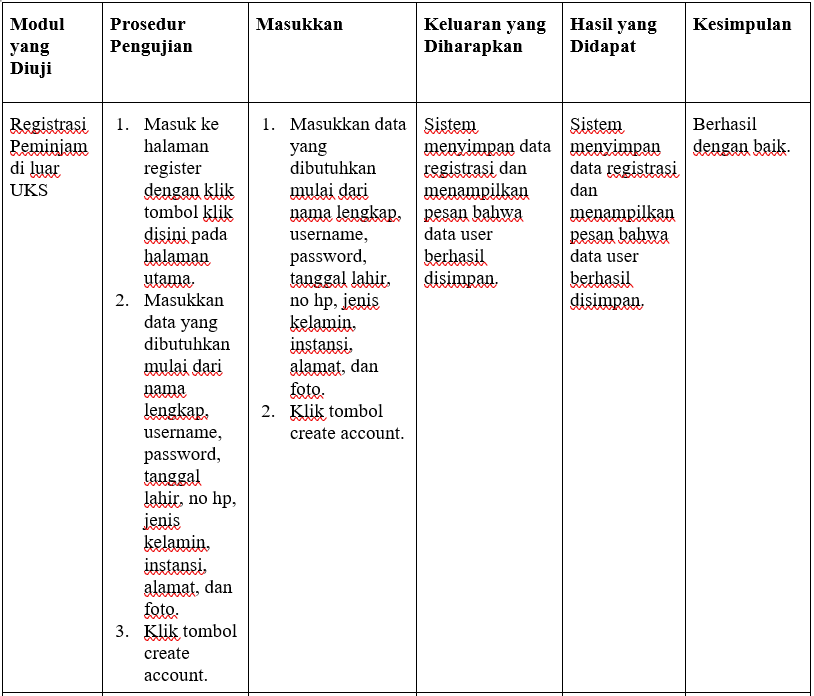 Modul
yang
Diuji
Prosedur
Pengujian
Masukkan
Keluaran yang
Diharapkan
Hasil yang
Didapat
Kesimpulan
Registrasi
Peminjam
di luar
UKS
1. Masuk ke
halaman
register
dengan klik
tombol klik
disini pada
halaman
utama.
2. Masukkan
data yang
dibutuhkan
mulai dari
nama
lengkap,
username,
password,
tanggal
lahir, no hp,
jenis
kelamin,
instansi,
alamat, dan
foto.
3. Klik tombol
create
account.
1. Masukkan data
yang
dibutuhkan
mulai dari
nama lengkap,
username,
password,
tanggal lahir,
no hp, jenis
kelamin,
instansi,
alamat, dan
foto.
2. Klik tombol
create account.
Sistem
menyimpan data
registrasi dan
menampilkan
pesan bahwa
data user
berhasil
disimpan.
Sistem
menyimpan
data registrasi
dan
menampilkan
pesan bahwa
data user
berhasil
disimpan.
Berhasil
dengan baik.